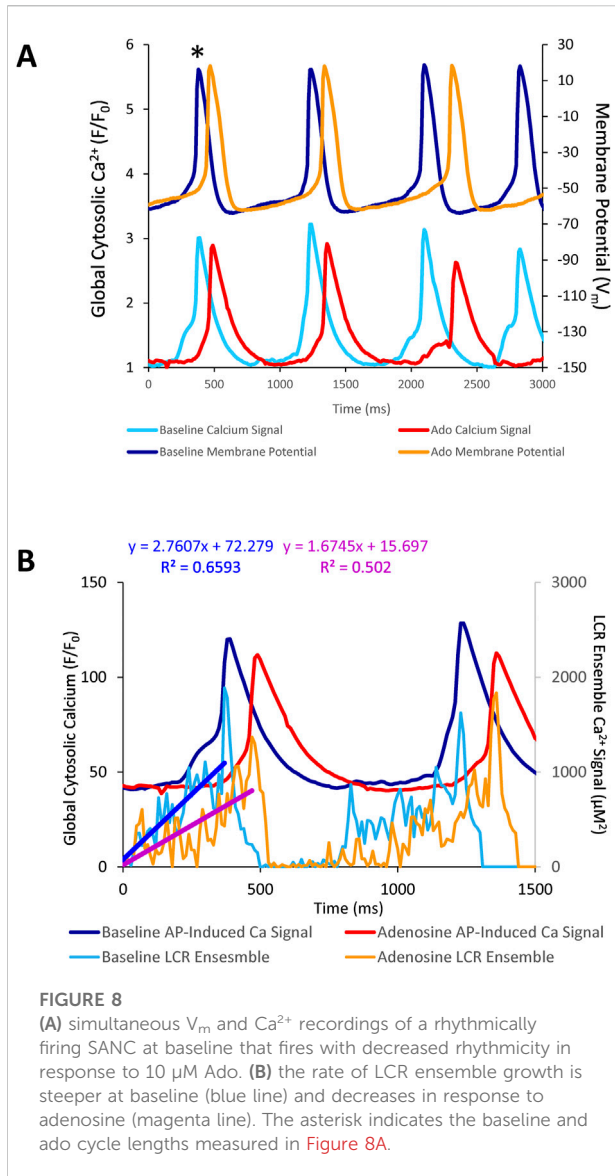 A
*
Global Cytosolic Ca²⁺ (F/F₀)
6
5
4
3
2
1
30
10
-10
-30
-50
-70
-90
-110
-130
-150
Membrane Potential (Vₘ)
0 500 1000 1500 2000 2500 3000
Time (ms)
Baseline Calcium Signal Ado Calcium Signal
Baseline Membrane Potential Ado Membrane Potential
B
y = 2.7607x + 72.279 y = 1.6745x + 15.697
R² = 0.6593 R² = 0.502
Global Cytosolic Calcium (F/F₀)
150
100
50
0
3000
2000
1000
0
LCR Ensemble Ca²⁺ Signal (µM²)
0 500 1000 1500
Time (ms)
Baseline AP-Induced Ca Signal Adenosine AP-Induced Ca Signal
Baseline LCR Ensesmble Adenosine LCR Ensemble
FIGURE 8
(A) simultaneous Vₘ and Ca²⁺ recordings of a rhythmically
firing SANC at baseline that fires with decreased rhythmicity in
response to 10 µM Ado. (B) the rate of LCR ensemble growth is
steeper at baseline (blue line) and decreases in response to
adenosine (magenta line). The asterisk indicates the baseline and
ado cycle lengths measured in Figure 8A.